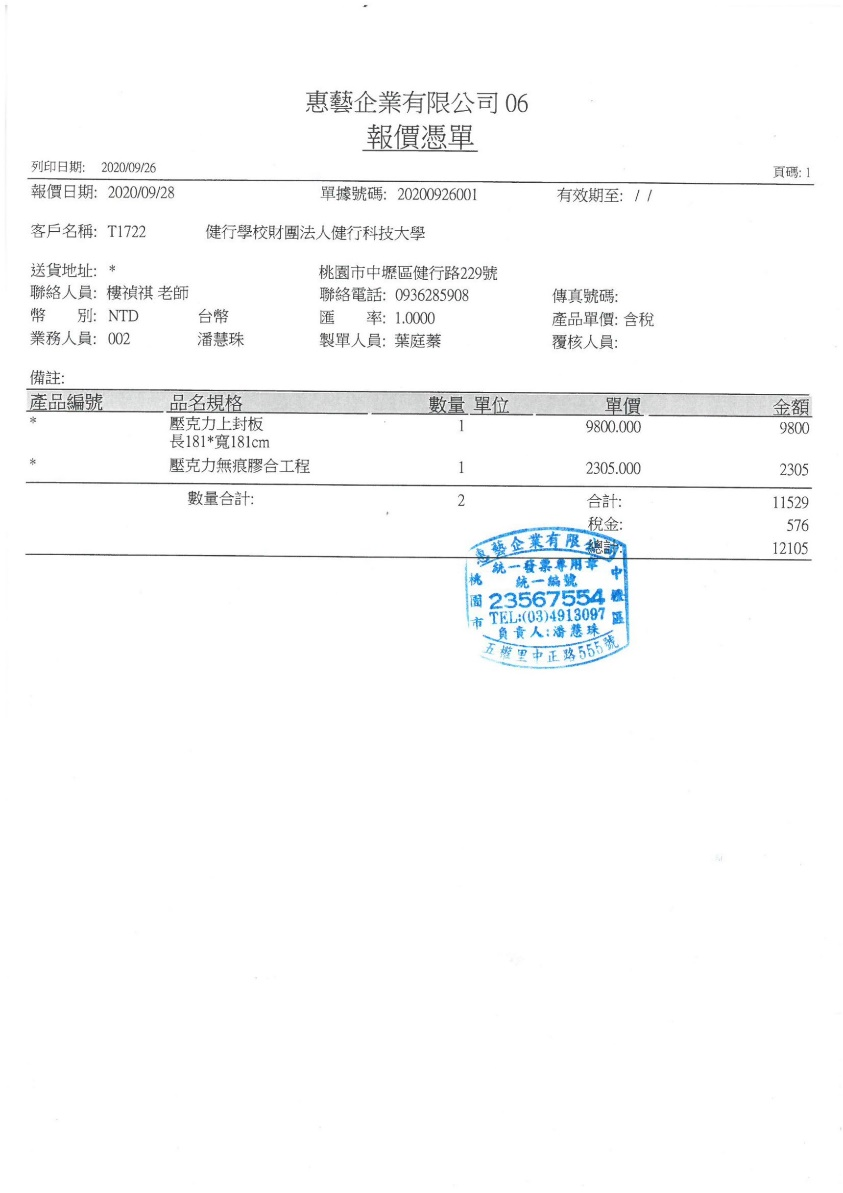 惠藝企業有限公司 06
報價憑單
列印日期: 2020/09/26 頁碼: 1
報價日期: 2020/09/28 單據號碼: 20200926001 有效期至: / /
客戶名稱: T1722 健行學校財團法人健行科技大學
送貨地址: * 桃園市中壢區健行路229號
聯絡人員: 樓禎祺 老師 聯絡電話: 0936285908 傳真號碼:
幣 別: NTD 台幣 匯 率: 1.0000 產品單價: 含稅
業務人員: 002 潘慧珠 製單人員: 葉庭蓁 覆核人員:
備註:
產品編號 品名規格 數量 單位 單價 金額
* 壓克力上封板 1 9800.000 9800
長181*寬181cm
* 壓克力無痕膠合工程 1 2305.000 2305
數量合計: 2 合計: 11529
稅金: 576
總計: 12105
惠藝企業有限公司
統一發票專用章
統一編號
23567554
TEL:(03)4913097
負責人:潘慧珠
桃園市
中壢區
五權里中正路555號